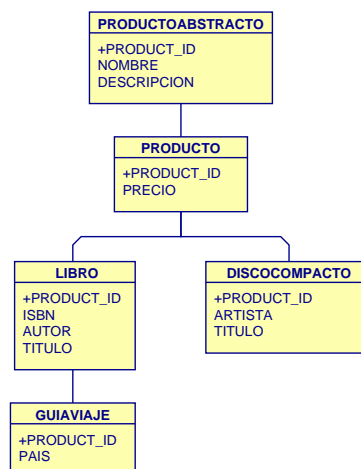 PRODUCTOABSTRACTO
+PRODUCT_ID
NOMBRE
DESCRIPCION
PRODUCTO
+PRODUCT_ID
PRECIO
LIBRO
+PRODUCT_ID
ISBN
AUTOR
TITULO
DISCOCOMPACTO
+PRODUCT_ID
ARTISTA
TITULO
GUIAVIAJE
+PRODUCT_ID
PAIS